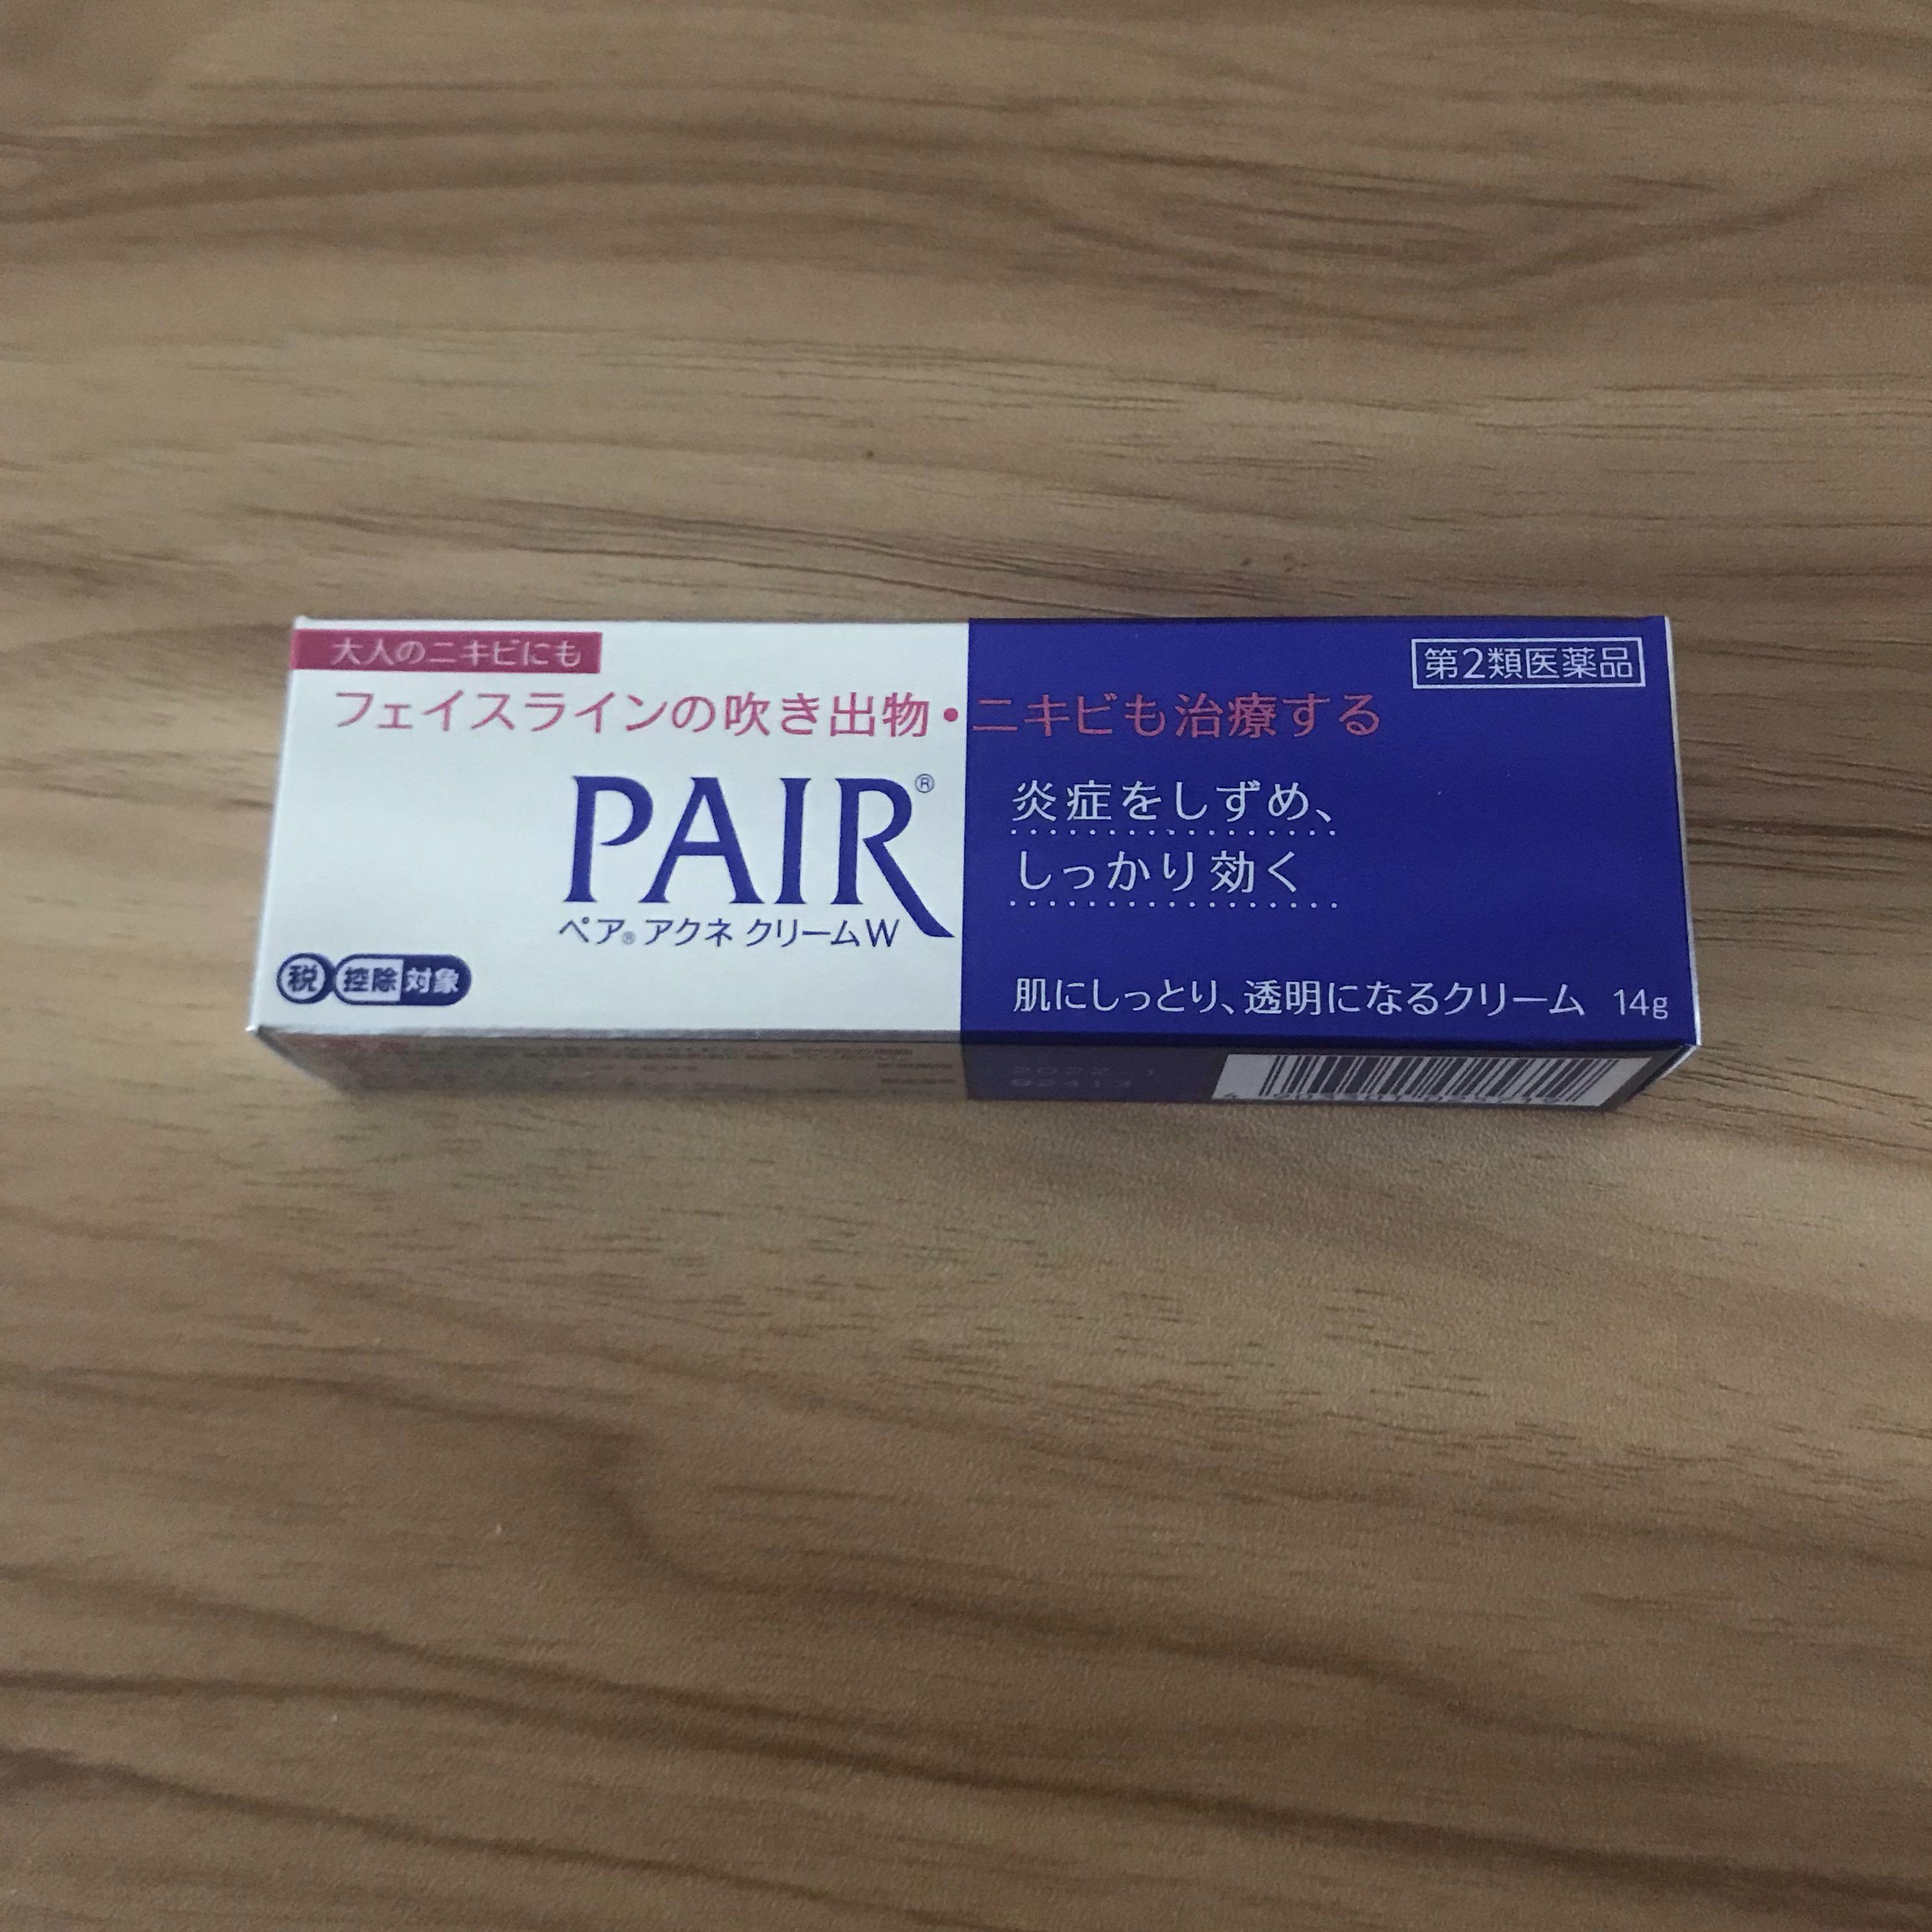 大人のニキビにも
第2類医薬品
フェイスラインの吹き出物・ニキビも治療する
PAIR®
ペア®アクネ クリームW
炎症をしずめ、
しっかり効く
税 控除対象
肌にしっとり、透明になるクリーム 14g
2022.1